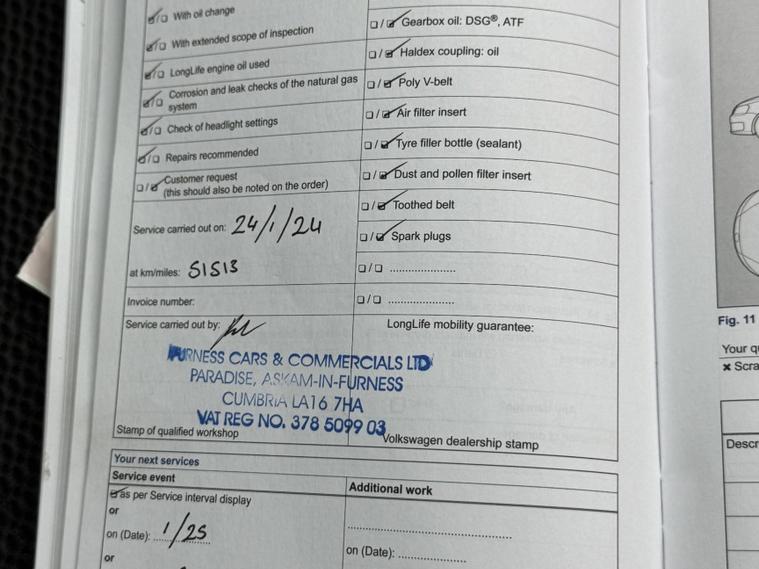 ☑/☐ With oil change
☑/☐ With extended scope of inspection
☑/☐ LongLife engine oil used
☑/☐ Corrosion and leak checks of the natural gas
system
☑/☐ Check of headlight settings
☑/☐ Repairs recommended
☐/☑ Customer request
(this should also be noted on the order)
Service carried out on: 24/1/24
at km/miles: 51513
Invoice number:
Service carried out by:
FURNESS CARS & COMMERCIALS LTD
PARADISE, ASKAM-IN-FURNESS
CUMBRIA LA16 7HA
VAT REG NO. 378 5099 03
Stamp of qualified workshop
☐/☑ Gearbox oil: DSG®, ATF
☐/☑ Haldex coupling: oil
☐/☑ Poly V-belt
☐/☑ Air filter insert
☐/☑ Tyre filler bottle (sealant)
☐/☑ Dust and pollen filter insert
☐/☑ Toothed belt
☐/☑ Spark plugs
☐/☐ ....................
☐/☐ ....................
LongLife mobility guarantee:
Volkswagen dealership stamp
Your next services
Service event
☑ as per Service interval display
or
on (Date): 1/25
or
Additional work
..................................................
on (Date): ....................
Fig. 11
Your
✖
Descr